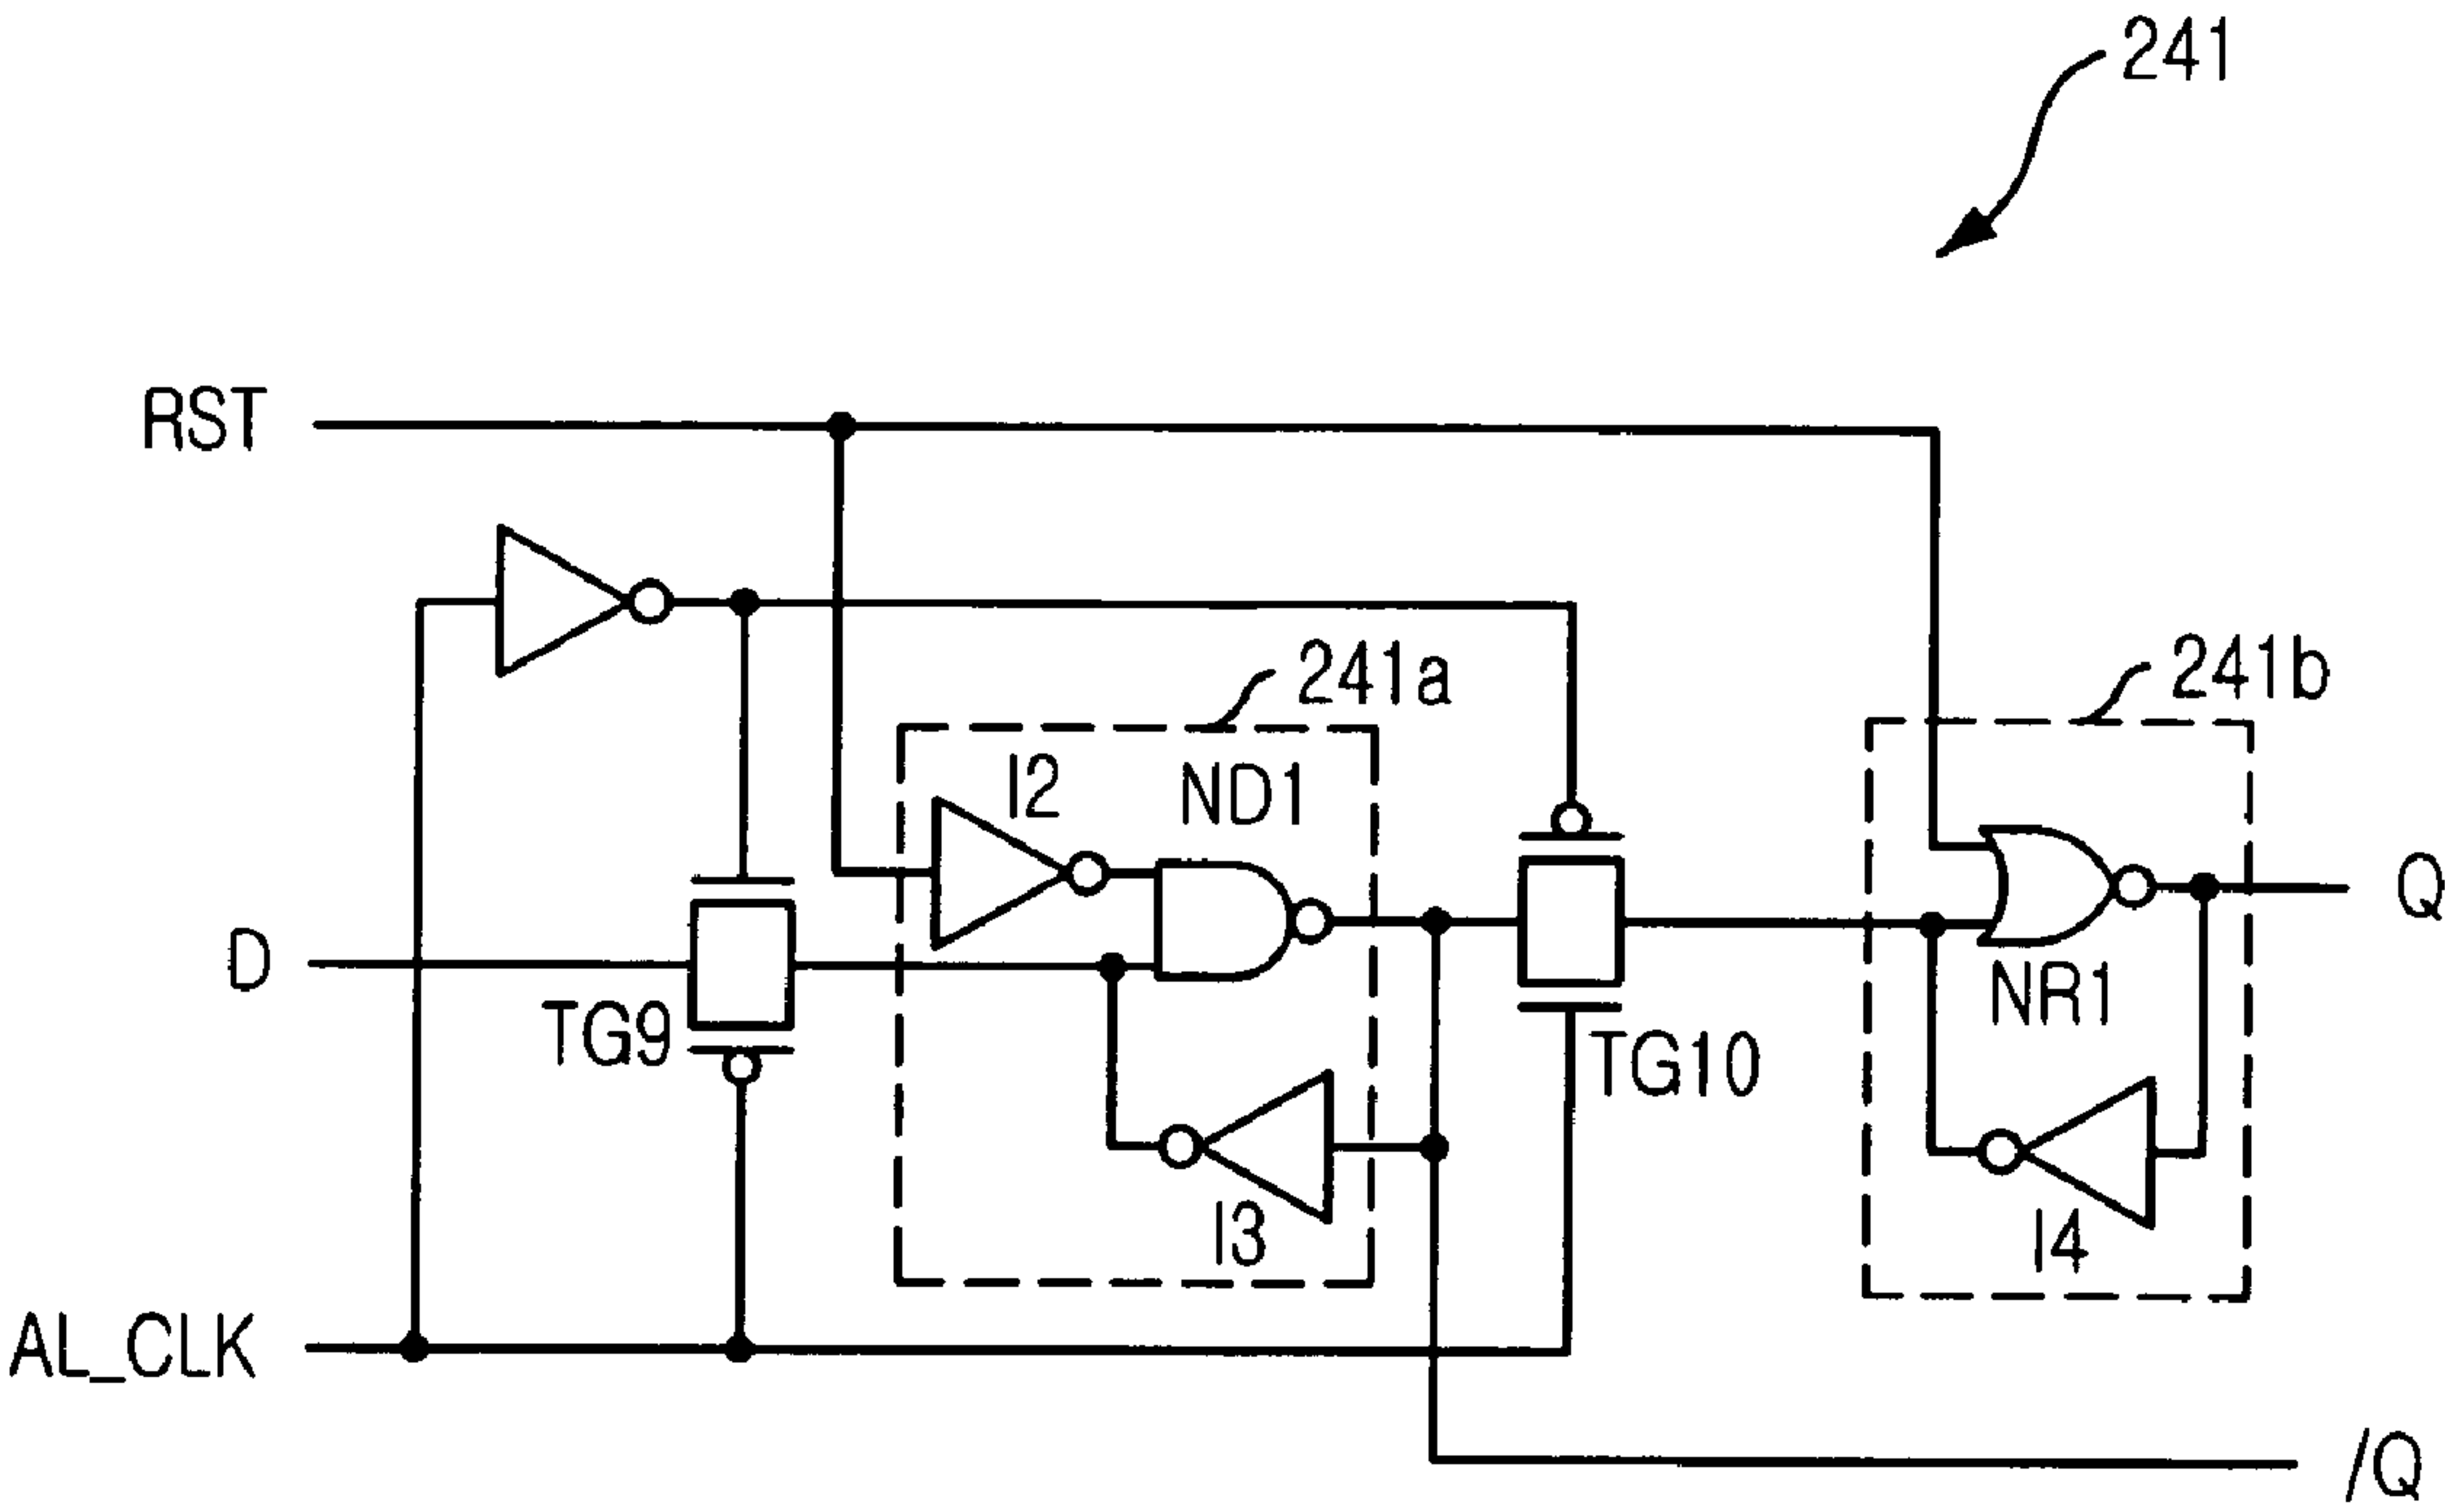 241
RST
241a
241b
I2
ND1
Q
D
TG9
NR1
TG10
I3
I4
AL_CLK
/Q